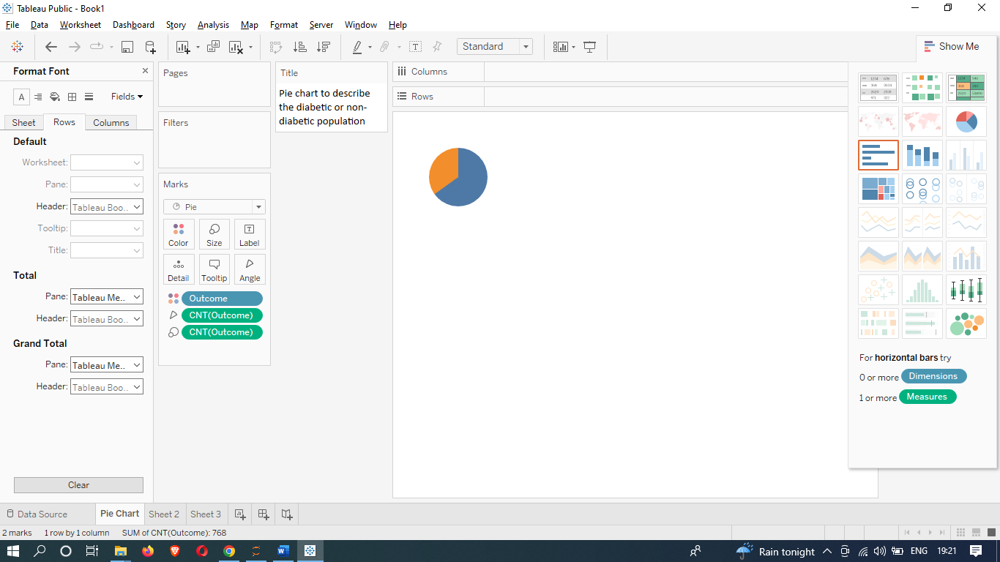 Tableau Public - Book1
File Data Worksheet Dashboard Story Analysis Map Format Server Window Help
Standard
Show Me
Format Font
Fields
Sheet Rows Columns
Default
Worksheet:
Pane:
Header: Tableau Boo..
Tooltip:
Title:
Total
Pane: Tableau Me..
Header: Tableau Boo..
Grand Total
Pane: Tableau Me..
Header: Tableau Boo..
Clear
Pages
Filters
Marks
Pie
Color Size Label
Detail Tooltip Angle
Outcome
CNT(Outcome)
CNT(Outcome)
Title
Pie chart to describe
the diabetic or non-
diabetic population
Columns
Rows
For horizontal bars try
0 or more Dimensions
1 or more Measures
Data Source Pie Chart Sheet 2 Sheet 3
2 marks 1 row by 1 column SUM of CNT(Outcome): 768
Rain tonight ENG 19:21